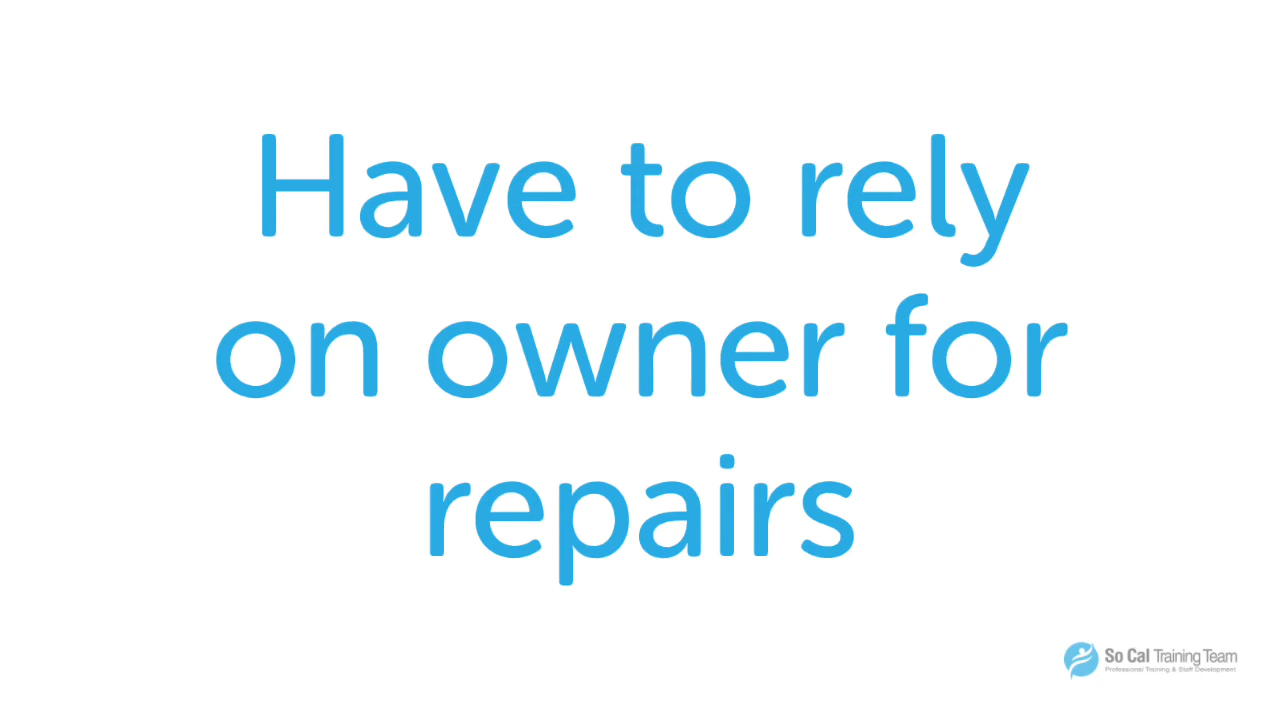 Have to rely
on owner for
repairs
So Cal Training Team
Professional Training & Staff Development